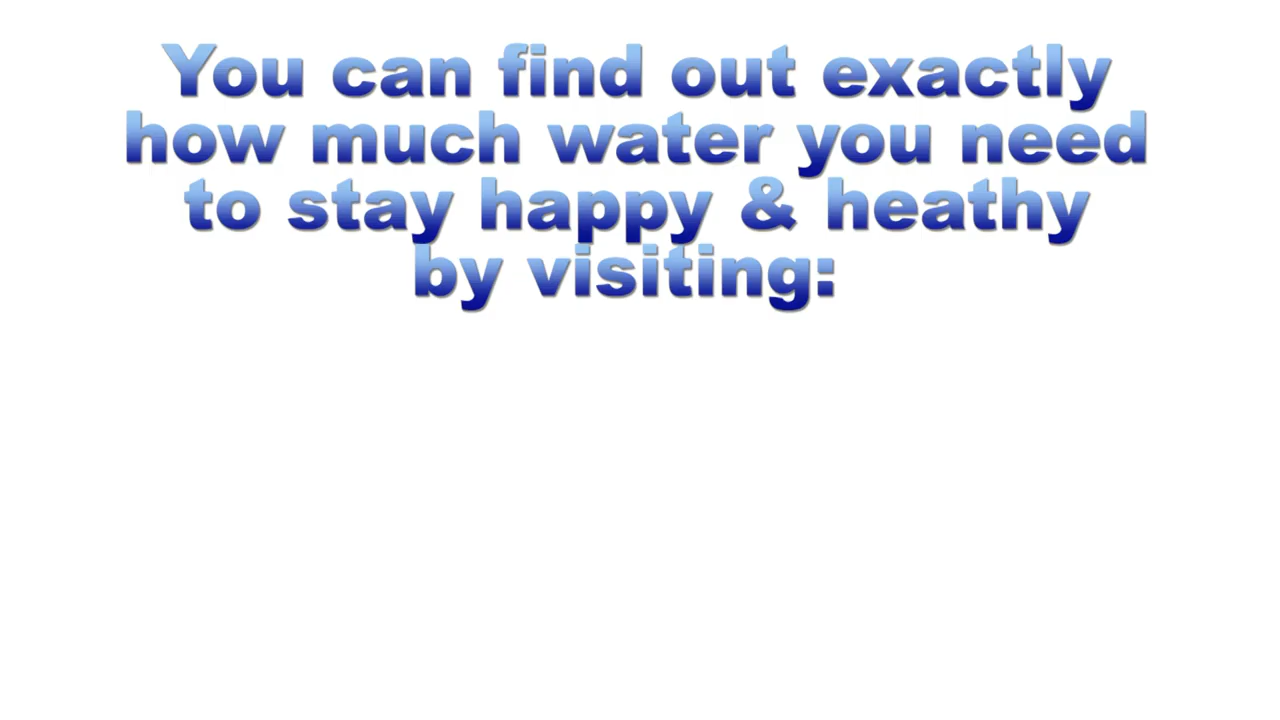 You can find out exactly
how much water you need
to stay happy & heathy
by visiting: